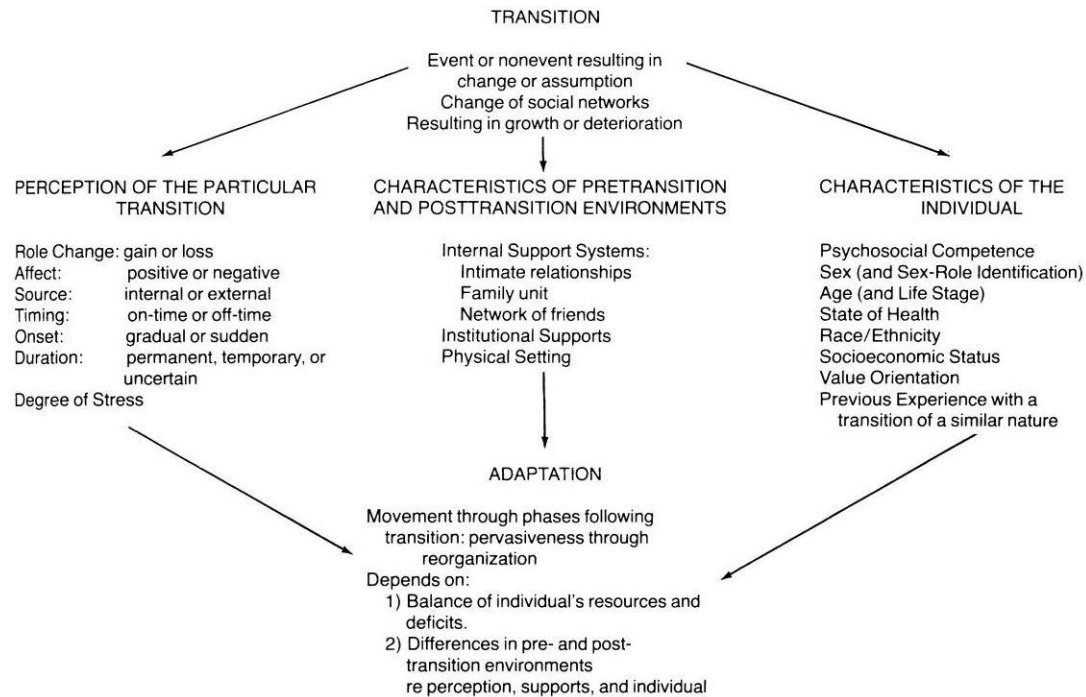 TRANSITION
Event or nonevent resulting in
change or assumption
Change of social networks
Resulting in growth or deterioration
PERCEPTION OF THE PARTICULAR
TRANSITION
Role Change: gain or loss
Affect: positive or negative
Source: internal or external
Timing: on-time or off-time
Onset: gradual or sudden
Duration: permanent, temporary, or
uncertain
Degree of Stress
CHARACTERISTICS OF PRETRANSITION
AND POSTTRANSITION ENVIRONMENTS
Internal Support Systems:
Intimate relationships
Family unit
Network of friends
Institutional Supports
Physical Setting
CHARACTERISTICS OF THE
INDIVIDUAL
Psychosocial Competence
Sex (and Sex-Role Identification)
Age (and Life Stage)
State of Health
Race/Ethnicity
Socioeconomic Status
Value Orientation
Previous Experience with a
transition of a similar nature
ADAPTATION
Movement through phases following
transition: pervasiveness through
reorganization
Depends on:
1) Balance of individual's resources and
deficits.
2) Differences in pre- and post-
transition environments
re perception, supports, and individual